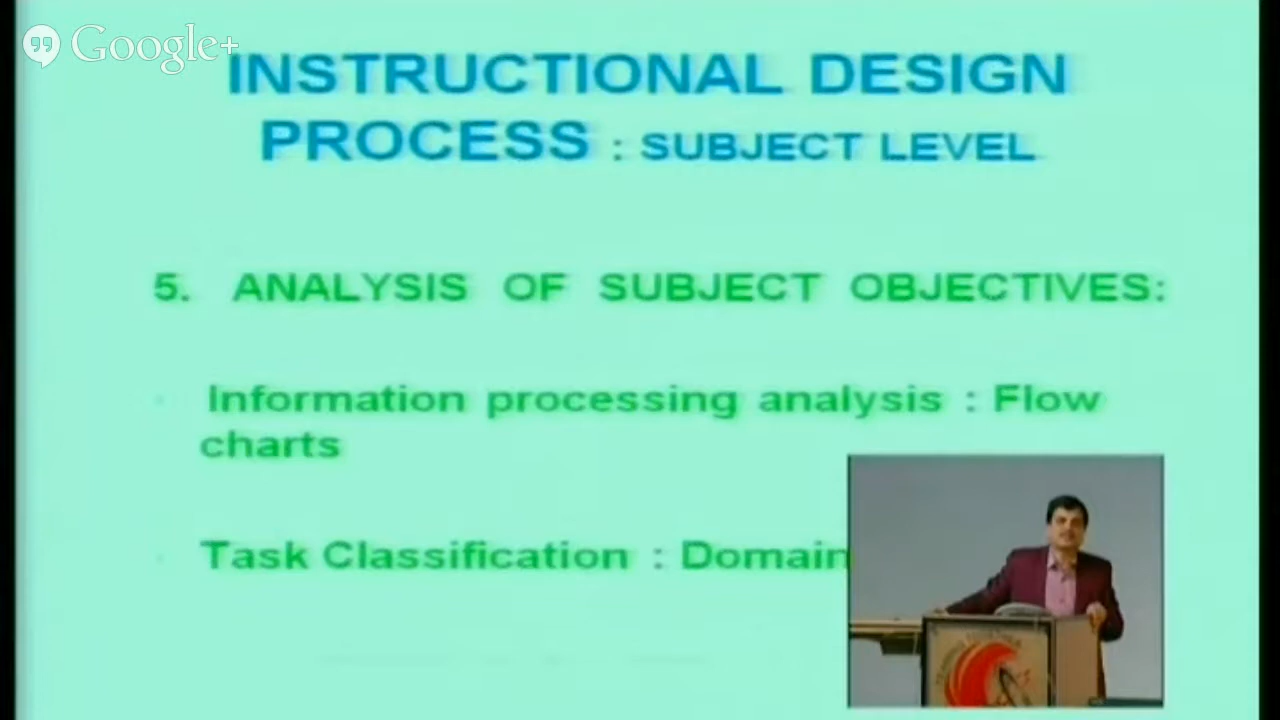 Google+
INSTRUCTIONAL DESIGN
PROCESS : SUBJECT LEVEL
5. ANALYSIS OF SUBJECT OBJECTIVES:
Information processing analysis : Flow
charts
Task Classification : Domain